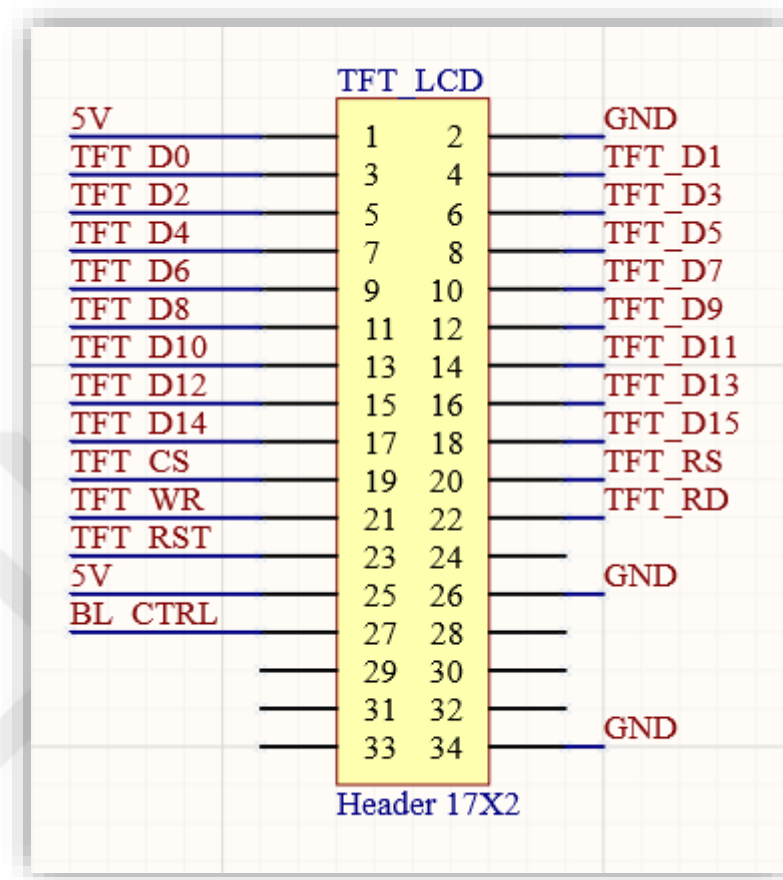 TFT_LCD
5V 1 2 GND
TFT_D0 3 4 TFT_D1
TFT_D2 5 6 TFT_D3
TFT_D4 7 8 TFT_D5
TFT_D6 9 10 TFT_D7
TFT_D8 11 12 TFT_D9
TFT_D10 13 14 TFT_D11
TFT_D12 15 16 TFT_D13
TFT_D14 17 18 TFT_D15
TFT_CS 19 20 TFT_RS
TFT_WR 21 22 TFT_RD
TFT_RST 23 24
5V 25 26 GND
BL_CTRL 27 28
29 30
31 32
33 34 GND
Header 17X2